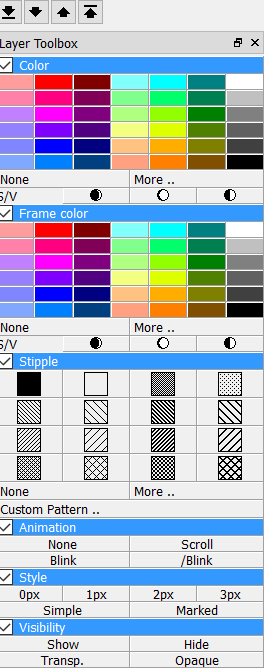 Layer Toolbox
Color
None More ..
S/V
Frame color
None More ..
S/V
Stipple
None More ..
Custom Pattern ..
Animation
None Scroll
Blink /Blink
Style
0px 1px 2px 3px
Simple Marked
Visibility
Show Hide
Transp. Opaque